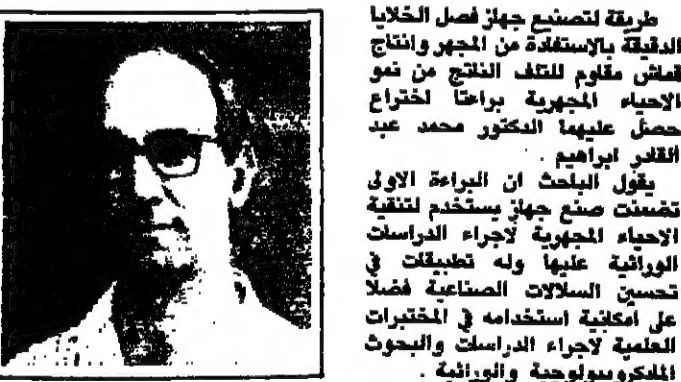 طريقة لتصنيع جهاز فصل الخلايا
الدقيقة بالإستفادة من المجهر وانتاج
قماش مقاوم للتلف الناتج من نمو
الاحياء المجهرية براعتا اختراع
حصل عليهما الدكتور محمد عبد
القادر ابراهيم .
يقول الباحث ان البراءة الاولى
تضمنت صنع جهاز يستخدم لتنقية
الاحياء المجهرية لاجراء الدراسات
الوراثية عليها وله تطبيقات في
تحسين السلالات الصناعية فضلا
على امكانية استخدامه في المختبرات
العلمية لاجراء الدراسات والبحوث
المايكروبيولوجية والوراثية .